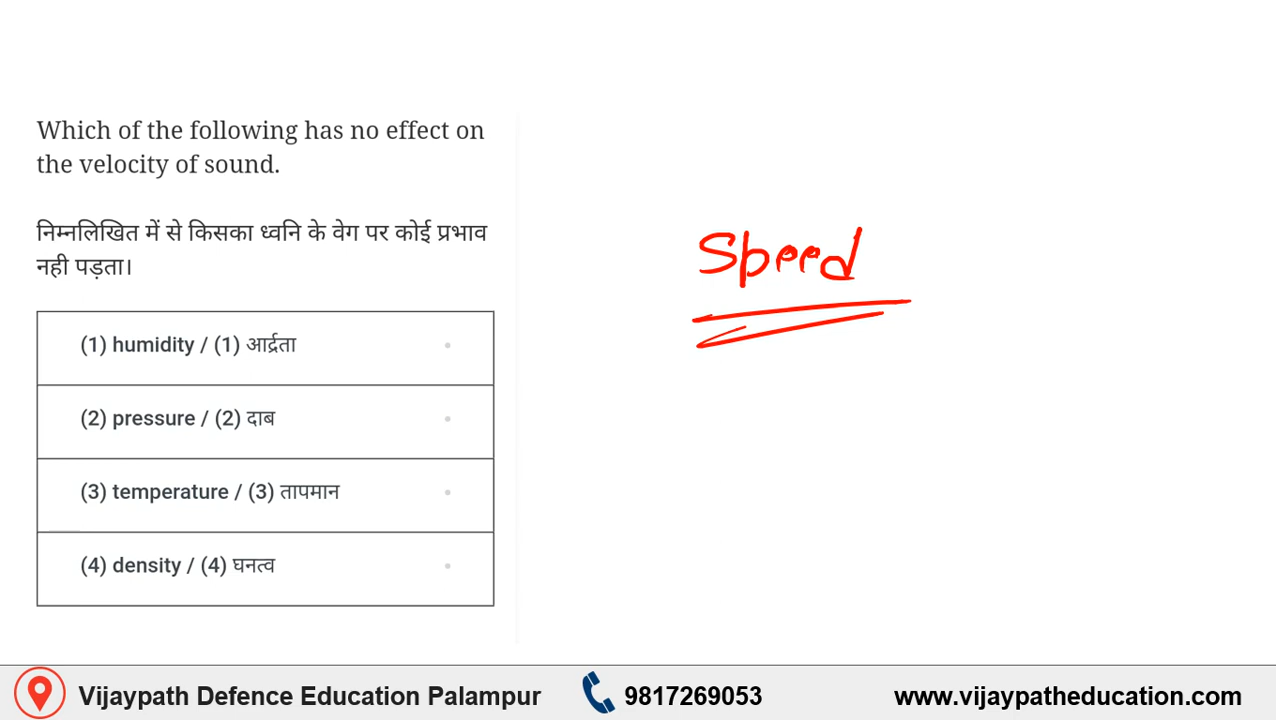 Which of the following has no effect on
the velocity of sound.
निम्नलिखित में से किसका ध्वनि के वेग पर कोई प्रभाव
नही पड़ता।
(1) humidity / (1) आर्द्रता
(2) pressure / (2) दाब
(3) temperature / (3) तापमान
(4) density / (4) घनत्व
Speed
Vijaypath Defence Education Palampur 9817269053 www.vijaypatheducation.com